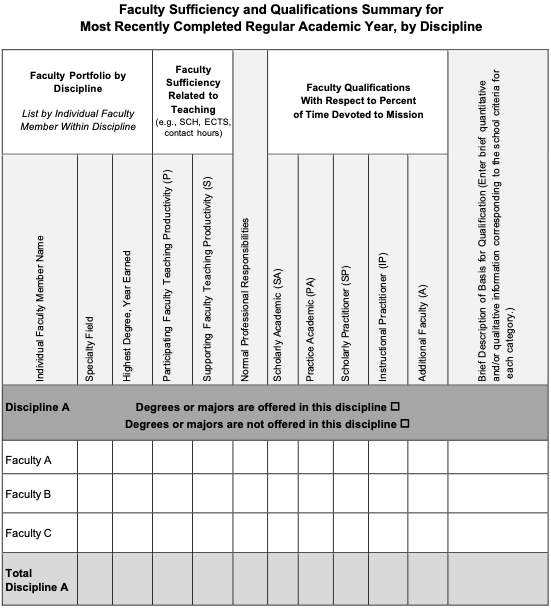 Faculty Sufficiency and Qualifications Summary for
Most Recently Completed Regular Academic Year, by Discipline
Faculty Portfolio by
Discipline
List by Individual Faculty
Member Within Discipline
Faculty
Sufficiency
Related to
Teaching
(e.g., SCH, ECTS,
contact hours)
Faculty Qualifications
With Respect to Percent
of Time Devoted to Mission
Individual Faculty Member Name
Specialty Field
Highest Degree, Year Earned
Participating Faculty Teaching Productivity (P)
Supporting Faculty Teaching Productivity (S)
Normal Professional Responsibilities
Scholarly Academic (SA)
Practice Academic (PA)
Scholarly Practitioner (SP)
Instructional Practitioner (IP)
Additional Faculty (A)
Brief Description of Basis for Qualification (Enter brief quantitative
and/or qualitative information corresponding to the school criteria for
each category.)
Discipline A
Degrees or majors are offered in this discipline ☐
Degrees or majors are not offered in this discipline ☐
Faculty A
Faculty B
Faculty C
Total
Discipline A